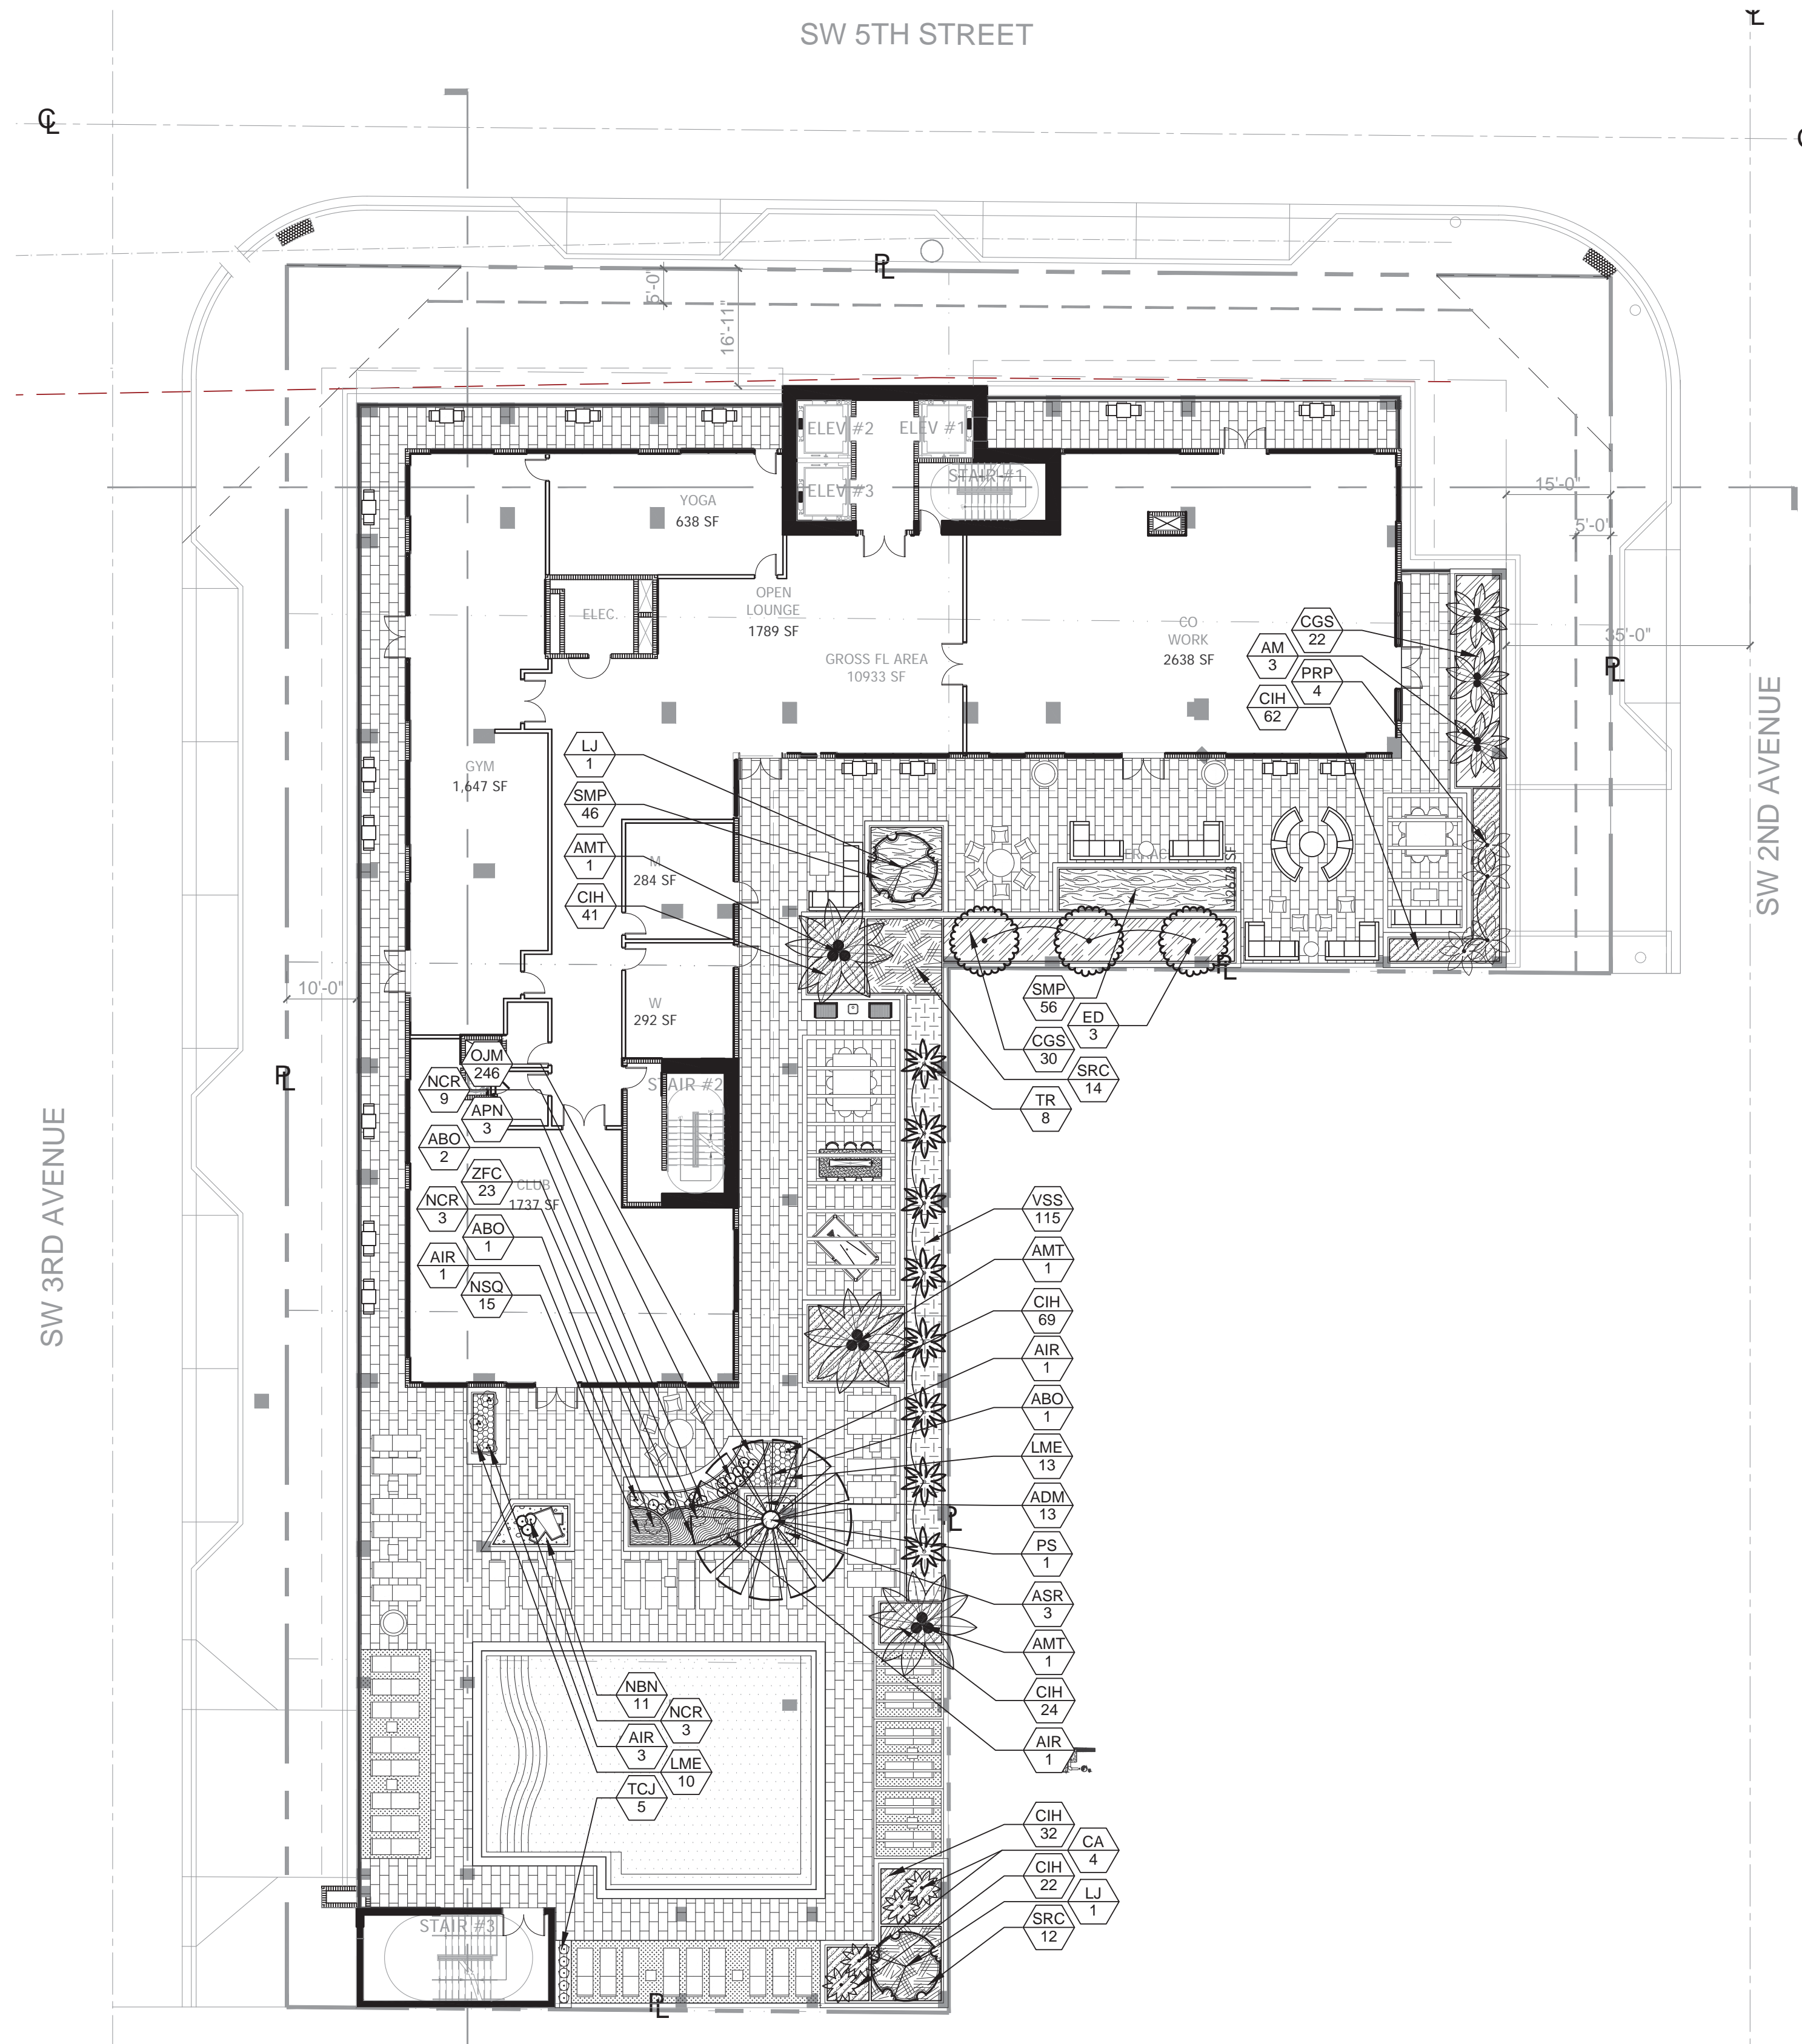 SW 5TH STREET
CL
CL
PL
5'-0"
16'-11"
ELEV #2
ELEV #1
ELEV #3
STAIR #1
YOGA
638 SF
15'-0"
5'-0"
ELEC.
OPEN
LOUNGE
1789 SF
CO
WORK
2638 SF
GROSS FL AREA
10933 SF
CGS
22
AM
3
PRP
4
CIH
62
35'-0"
PL
SW 2ND AVENUE
GYM
1,647 SF
LJ
1
SMP
46
AMT
1
CIH
41
M
284 SF
W
292 SF
STAIR #2
12678 SF
PL
10'-0"
PL
SW 3RD AVENUE
SMP
56
ED
3
CGS
30
SRC
14
TR
8
OJM
246
NCR
9
APN
3
ABO
2
ZFC
23
CLUB
1737 SF
NCR
3
ABO
1
AIR
1
NSQ
15
VSS
115
AMT
1
CIH
69
AIR
1
ABO
1
LME
13
ADM
13
PL
PS
1
ASR
3
AMT
1
CIH
24
AIR
1
NBN
11
NCR
3
AIR
3
LME
10
TCJ
5
CIH
32
CA
4
CIH
22
LJ
1
SRC
12
STAIR #3
PL